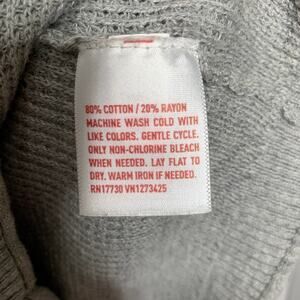 80% COTTON / 20% RAYON
MACHINE WASH COLD WITH
LIKE COLORS. GENTLE CYCLE.
ONLY NON-CHLORINE BLEACH
WHEN NEEDED. LAY FLAT TO
DRY. WARM IRON IF NEEDED.
RN17730 VN1273425